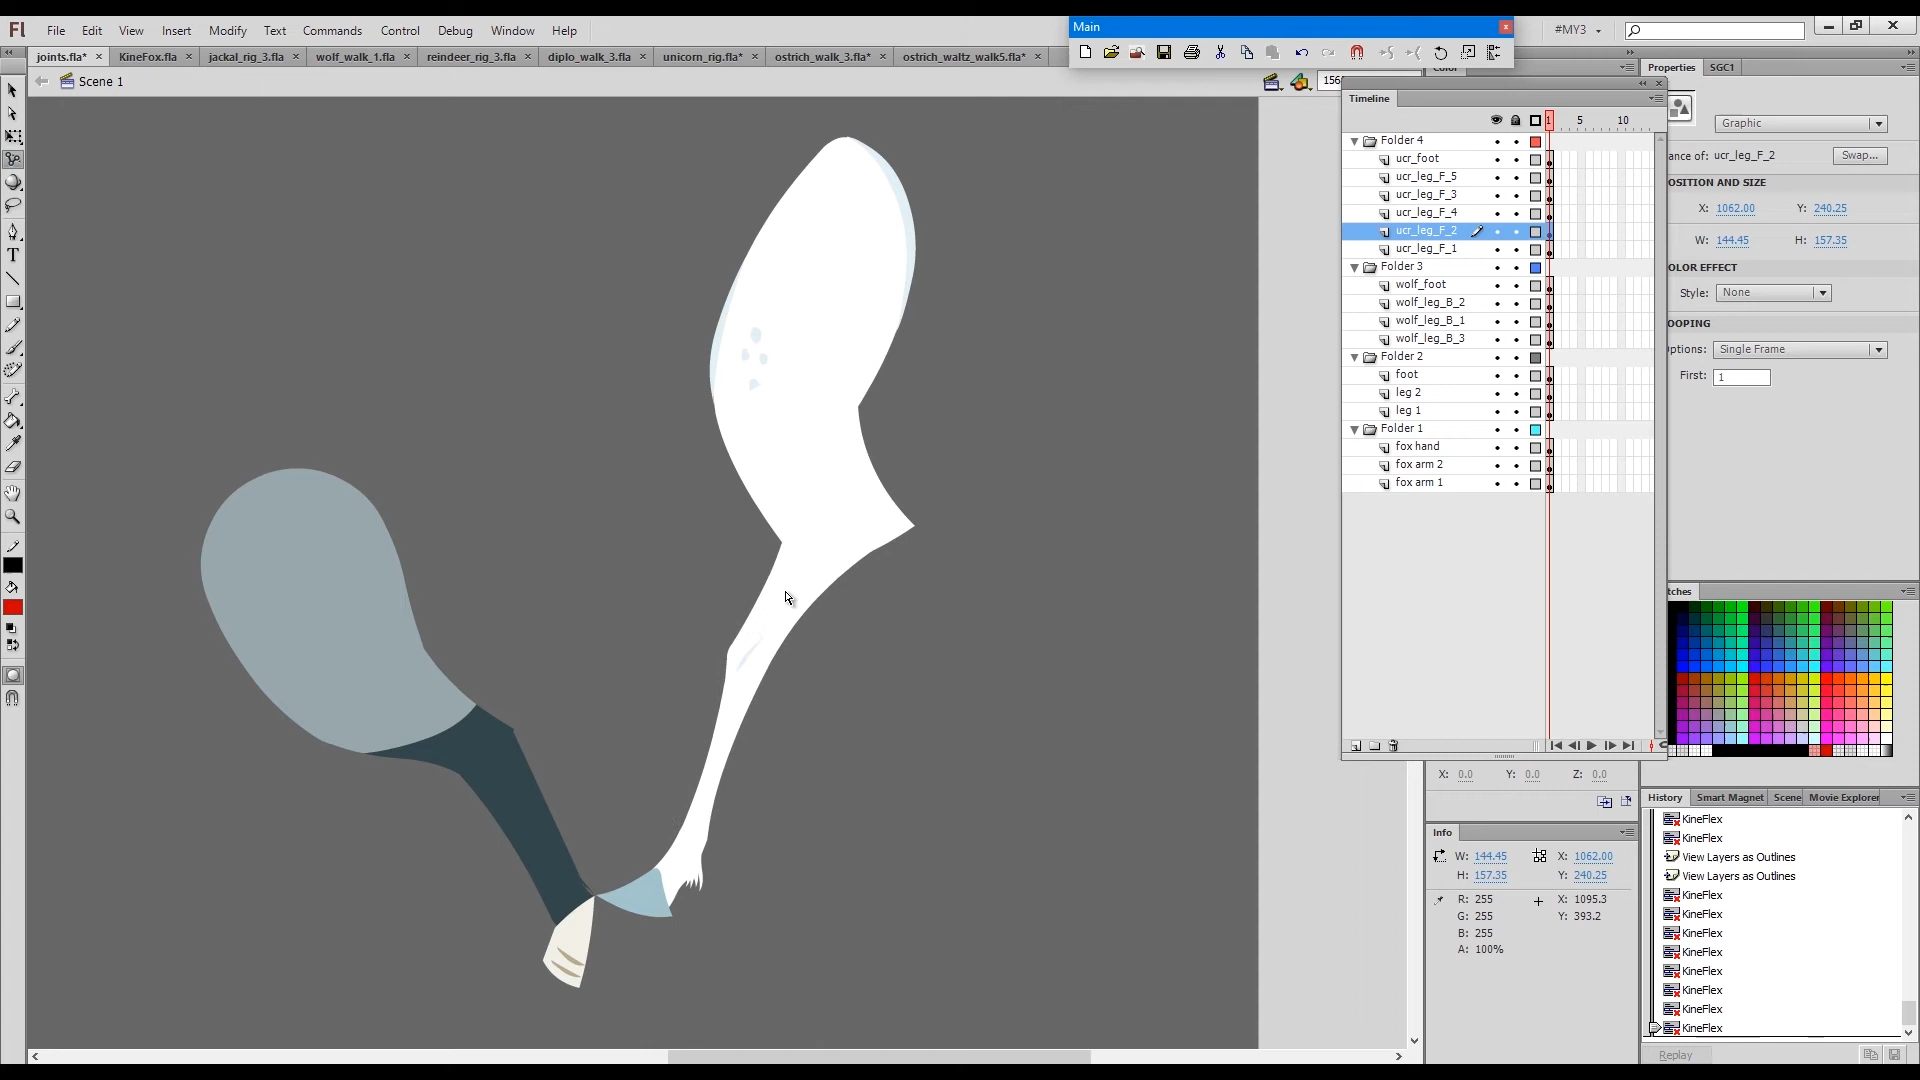 Main
Fl File Edit View Insert Modify Text Commands Control Debug Window Help
#MY3
joints.fla* KineFox.fla jackal_rig_3.fla wolf_walk_1.fla reindeer_rig_3.fla diplo_walk_3.fla unicorn_rig.fla* ostrich_walk_3.fla* ostrich_waltz_walk5.fla*
Scene 1
156
Color
Properties SGC1
Timeline
1 5 10
Graphic
ance of: ucr_leg_F_2 Swap...
OSITION AND SIZE
X: 1062.00 Y: 240.25
W: 144.45 H: 157.35
OLOR EFFECT
Style: None
OOPING
ptions: Single Frame
First: 1
Folder 4
ucr_foot
ucr_leg_F_5
ucr_leg_F_3
ucr_leg_F_4
ucr_leg_F_2
ucr_leg_F_1
Folder 3
wolf_foot
wolf_leg_B_2
wolf_leg_B_1
wolf_leg_B_3
Folder 2
foot
leg 2
leg 1
Folder 1
fox hand
fox arm 2
fox arm 1
tches
X: 0.0 Y: 0.0 Z: 0.0
Info
W: 144.45 X: 1062.00
H: 157.35 Y: 240.25
R: 255 X: 1095.3
G: 255 Y: 393.2
B: 255
A: 100%
History Smart Magnet Scene Movie Explorer
KineFlex
KineFlex
View Layers as Outlines
View Layers as Outlines
KineFlex
KineFlex
KineFlex
KineFlex
KineFlex
KineFlex
KineFlex
KineFlex
Replay